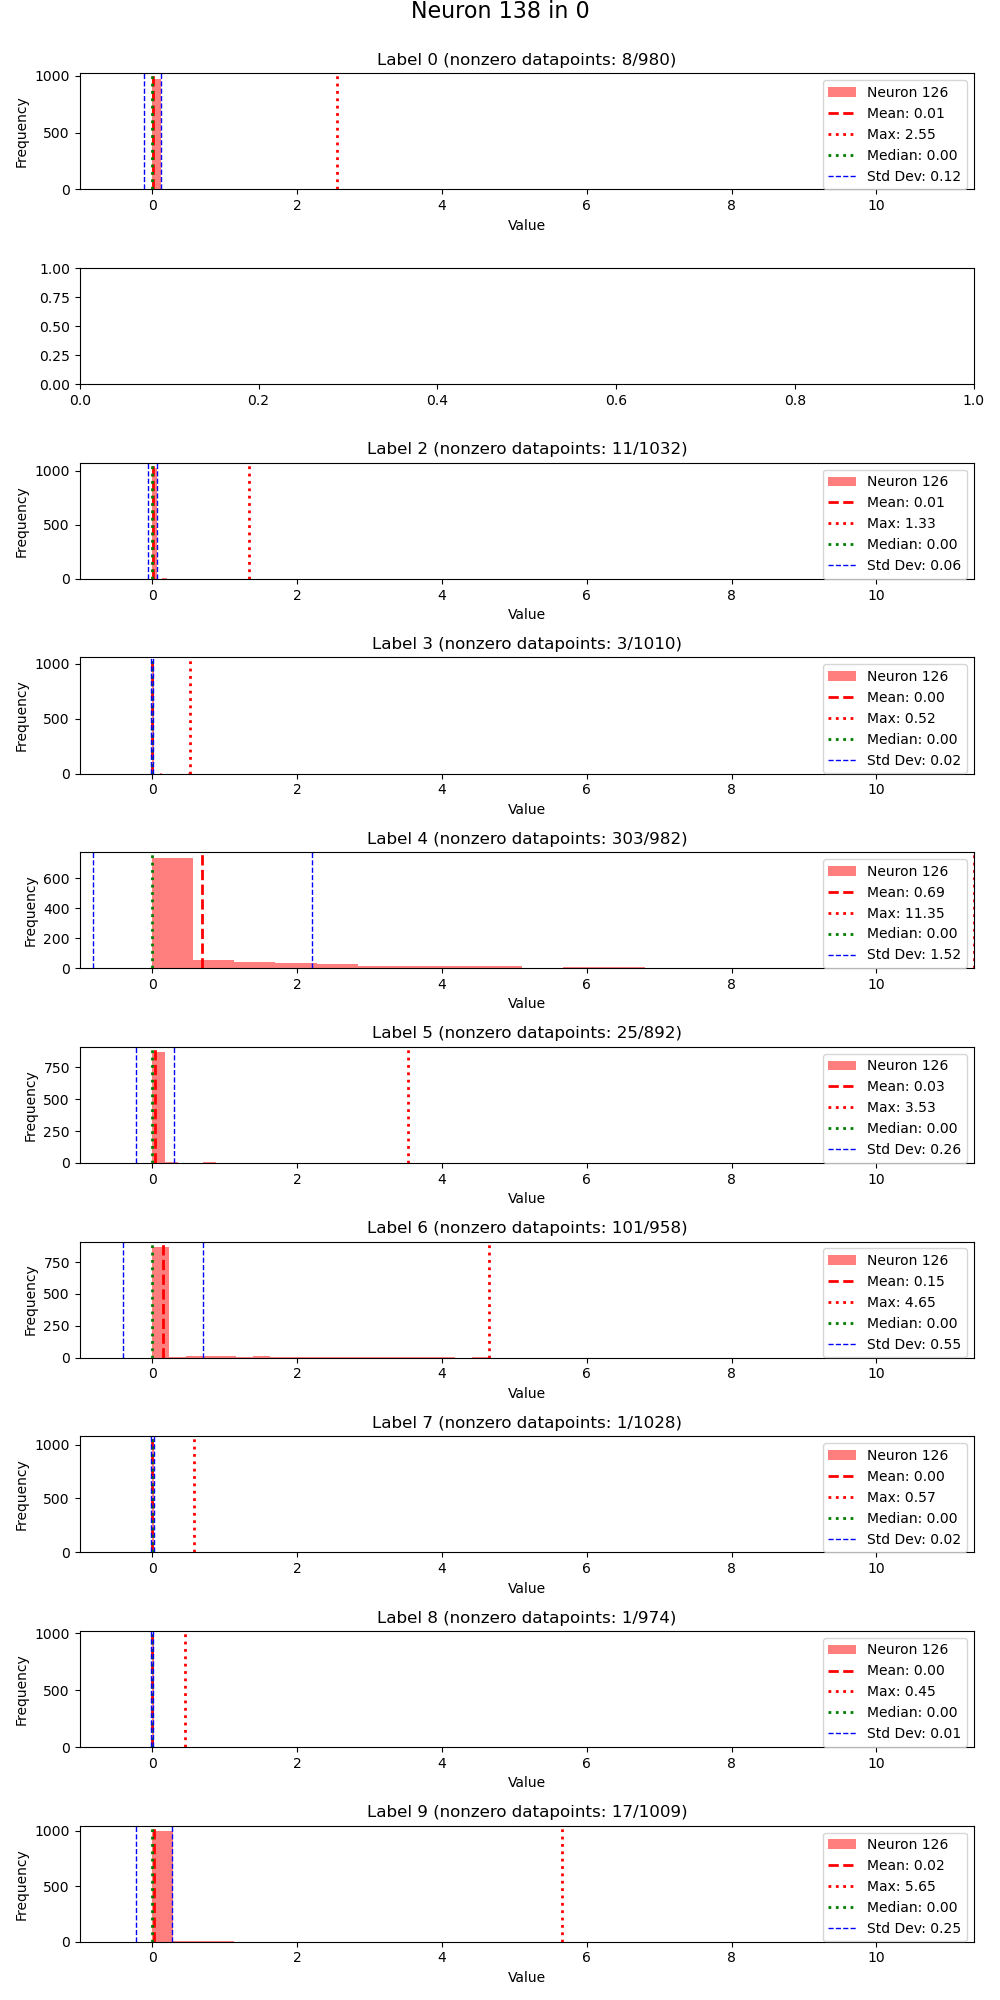 Neuron 138 in 0
Label 0 (nonzero datapoints: 8/980)
1000
500
0
Frequency
Neuron 126
Mean: 0.01
Max: 2.55
Median: 0.00
Std Dev: 0.12
0 2 4 6 8 10
Value
1.00
0.75
0.50
0.25
0.00
0.0 0.2 0.4 0.6 0.8 1.0
Label 2 (nonzero datapoints: 11/1032)
1000
500
0
Frequency
Neuron 126
Mean: 0.01
Max: 1.33
Median: 0.00
Std Dev: 0.06
0 2 4 6 8 10
Value
Label 3 (nonzero datapoints: 3/1010)
1000
500
0
Frequency
Neuron 126
Mean: 0.00
Max: 0.52
Median: 0.00
Std Dev: 0.02
0 2 4 6 8 10
Value
Label 4 (nonzero datapoints: 303/982)
600
400
200
0
Frequency
Neuron 126
Mean: 0.69
Max: 11.35
Median: 0.00
Std Dev: 1.52
0 2 4 6 8 10
Value
Label 5 (nonzero datapoints: 25/892)
750
500
250
0
Frequency
Neuron 126
Mean: 0.03
Max: 3.53
Median: 0.00
Std Dev: 0.26
0 2 4 6 8 10
Value
Label 6 (nonzero datapoints: 101/958)
750
500
250
0
Frequency
Neuron 126
Mean: 0.15
Max: 4.65
Median: 0.00
Std Dev: 0.55
0 2 4 6 8 10
Value
Label 7 (nonzero datapoints: 1/1028)
1000
500
0
Frequency
Neuron 126
Mean: 0.00
Max: 0.57
Median: 0.00
Std Dev: 0.02
0 2 4 6 8 10
Value
Label 8 (nonzero datapoints: 1/974)
1000
500
0
Frequency
Neuron 126
Mean: 0.00
Max: 0.45
Median: 0.00
Std Dev: 0.01
0 2 4 6 8 10
Value
Label 9 (nonzero datapoints: 17/1009)
1000
500
0
Frequency
Neuron 126
Mean: 0.02
Max: 5.65
Median: 0.00
Std Dev: 0.25
0 2 4 6 8 10
Value